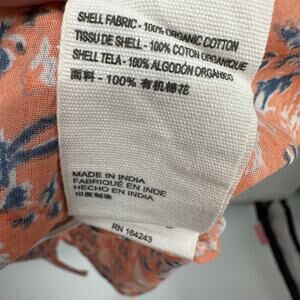 SHELL FABRIC - 100% ORGANIC COTTON
TISSU DE SHELL - 100% COTON ORGANIQUE
SHELL TELA - 100% ALGODÓN ORGÁNICO
面料 - 100% 有机棉花
MADE IN INDIA
FABRIQUÉ EN INDE
HECHO EN INDIA
印度制造
RN 164243